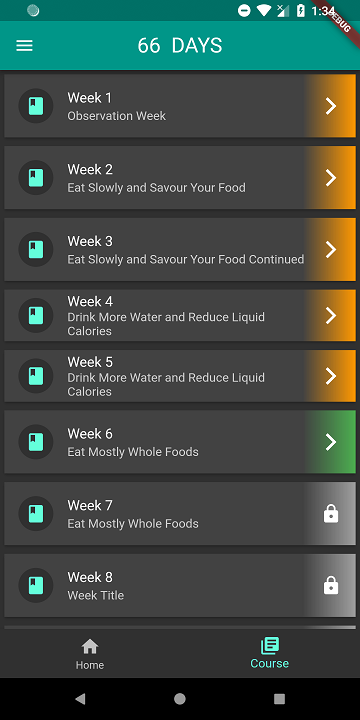 1:34
DEBUG
66 DAYS
Week 1
Observation Week
Week 2
Eat Slowly and Savour Your Food
Week 3
Eat Slowly and Savour Your Food Continued
Week 4
Drink More Water and Reduce Liquid
Calories
Week 5
Drink More Water and Reduce Liquid
Calories
Week 6
Eat Mostly Whole Foods
Week 7
Eat Mostly Whole Foods
Week 8
Week Title
Home
Course